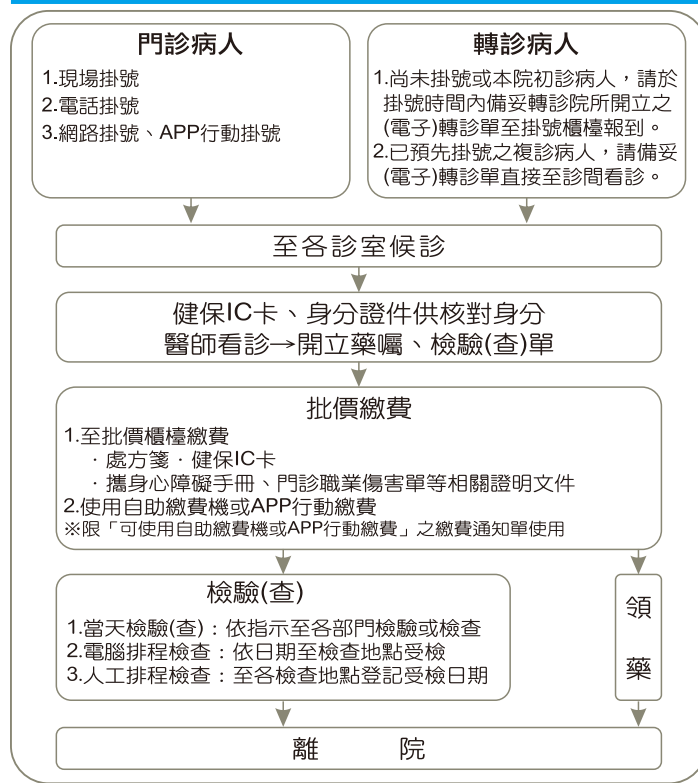 門診病人
1.現場掛號
2.電話掛號
3.網路掛號、APP行動掛號
轉診病人
1.尚未掛號或本院初診病人，請於
掛號時間內備妥轉診院所開立之
(電子)轉診單至掛號櫃檯報到。
2.已預先掛號之複診病人，請備妥
(電子)轉診單直接至診間看診。
至各診室候診
健保IC卡、身分證件供核對身分
醫師看診→開立藥囑、檢驗(查)單
批價繳費
1.至批價櫃檯繳費
．處方箋．健保IC卡
．攜身心障礙手冊、門診職業傷害單等相關證明文件
2.使用自助繳費機或APP行動繳費
※限「可使用自助繳費機或APP行動繳費」之繳費通知單使用
檢驗(查)
1.當天檢驗(查)：依指示至各部門檢驗或檢查
2.電腦排程檢查：依日期至檢查地點受檢
3.人工排程檢查：至各檢查地點登記受檢日期
領
藥
離 院